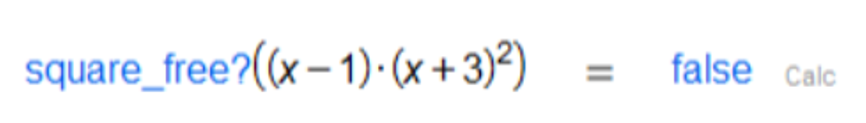 square_free?((x−1)·(x+3)²) = false Calc